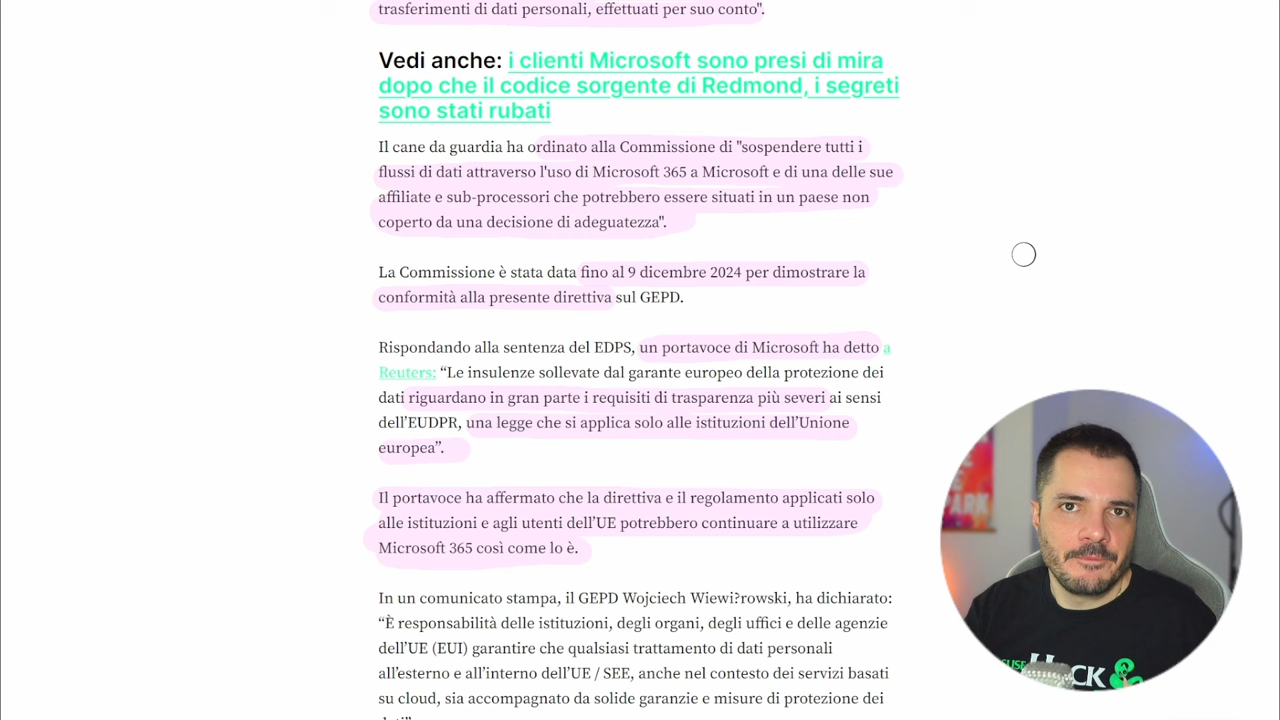 trasferimenti di dati personali, effettuati per suo conto".
Vedi anche: i clienti Microsoft sono presi di mira
dopo che il codice sorgente di Redmond, i segreti
sono stati rubati
Il cane da guardia ha ordinato alla Commissione di "sospendere tutti i
flussi di dati attraverso l'uso di Microsoft 365 a Microsoft e di una delle sue
affiliate e sub-processori che potrebbero essere situati in un paese non
coperto da una decisione di adeguatezza".
La Commissione è stata data fino al 9 dicembre 2024 per dimostrare la
conformità alla presente direttiva sul GEPD.
Rispondando alla sentenza del EDPS, un portavoce di Microsoft ha detto a
Reuters: “Le insulenze sollevate dal garante europeo della protezione dei
dati riguardano in gran parte i requisiti di trasparenza più severi ai sensi
dell’EUDPR, una legge che si applica solo alle istituzioni dell’Unione
europea”.
Il portavoce ha affermato che la direttiva e il regolamento applicati solo
alle istituzioni e agli utenti dell’UE potrebbero continuare a utilizzare
Microsoft 365 così come lo è.
In un comunicato stampa, il GEPD Wojciech Wiewi?rowski, ha dichiarato:
“È responsabilità delle istituzioni, degli organi, degli uffici e delle agenzie
dell’UE (EUI) garantire che qualsiasi trattamento di dati personali
all’esterno e all’interno dell’UE / SEE, anche nel contesto dei servizi basati
su cloud, sia accompagnato da solide garanzie e misure di protezione dei
PARK